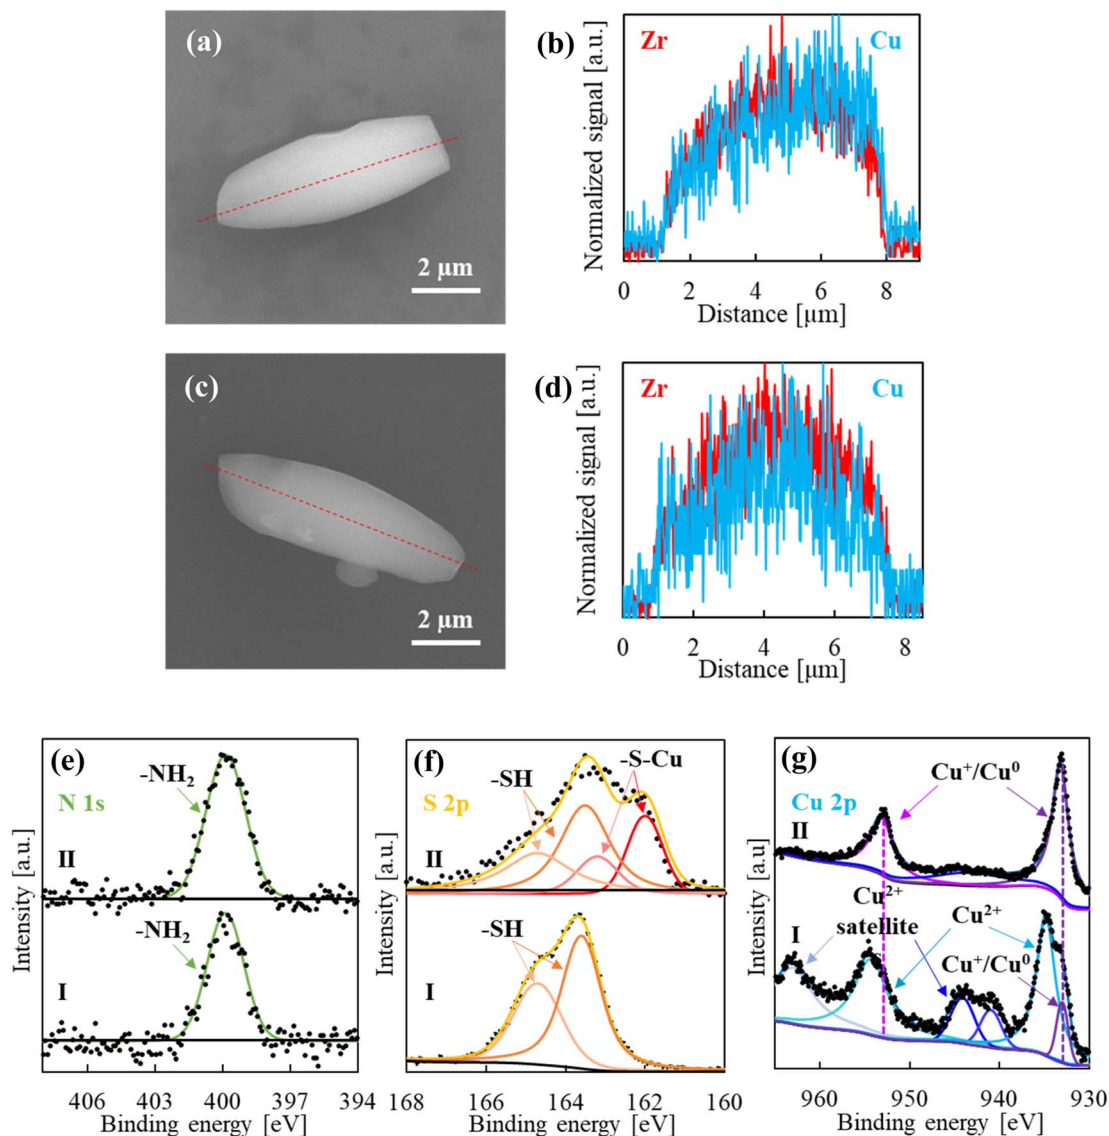 (a)
2 µm
(b)
Zr
Cu
Normalized signal [a.u.]
0 2 4 6 8
Distance [µm]
(c)
2 µm
(d)
Zr
Cu
Normalized signal [a.u.]
0 2 4 6 8
Distance [µm]
(e)
-NH₂
N 1s
II
-NH₂
I
Intensity [a.u.]
406 403 400 397 394
Binding energy [eV]
(f)
-SH
-S-Cu
S 2p
II
-SH
I
Intensity [a.u.]
168 166 164 162 160
Binding energy [eV]
(g)
Cu⁺/Cu⁰
Cu 2p
II
Cu²⁺
satellite
Cu²⁺
I
Cu⁺/Cu⁰
Intensity [a.u.]
960 950 940 930
Binding energy [eV]